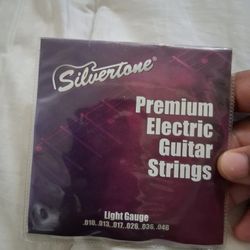 Silvertone®
Premium
Electric
Guitar
Strings
Light Gauge
.010 .013 .017 .026 .036 .046